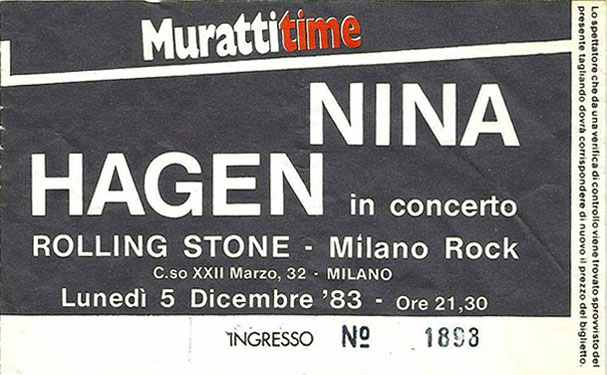 Murattitime
NINA
HAGEN in concerto
ROLLING STONE - Milano Rock
C.so XXII Marzo, 32 - MILANO
Lunedì 5 Dicembre '83 - Ore 21,30
INGRESSO Nº 1898
Lo spettatore che da una verifica di controllo viene trovato sprovvisto del
presente tagliando dovrà corrispondere di nuovo il prezzo del biglietto.